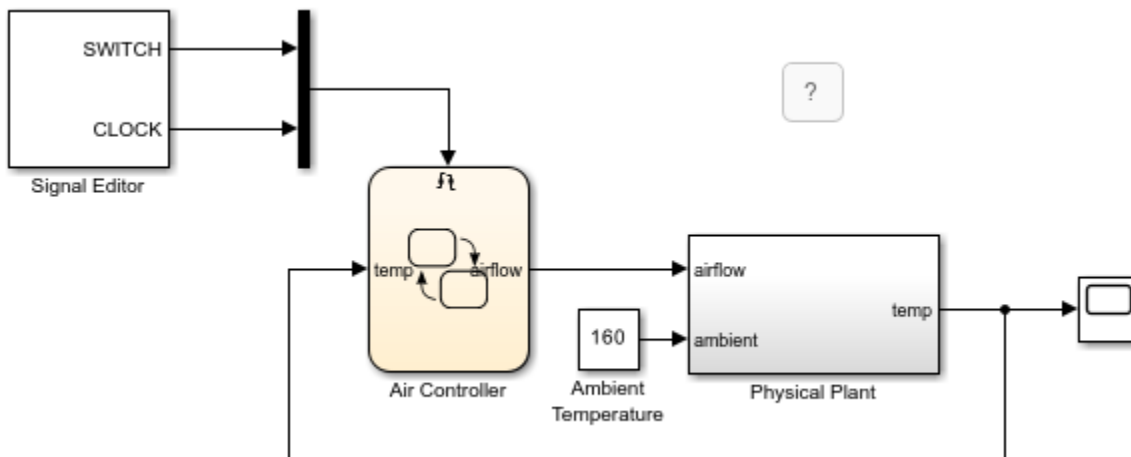 SWITCH
CLOCK
Signal Editor
?
temp
airflow
Air Controller
160
Ambient
Temperature
airflow
ambient
temp
Physical Plant